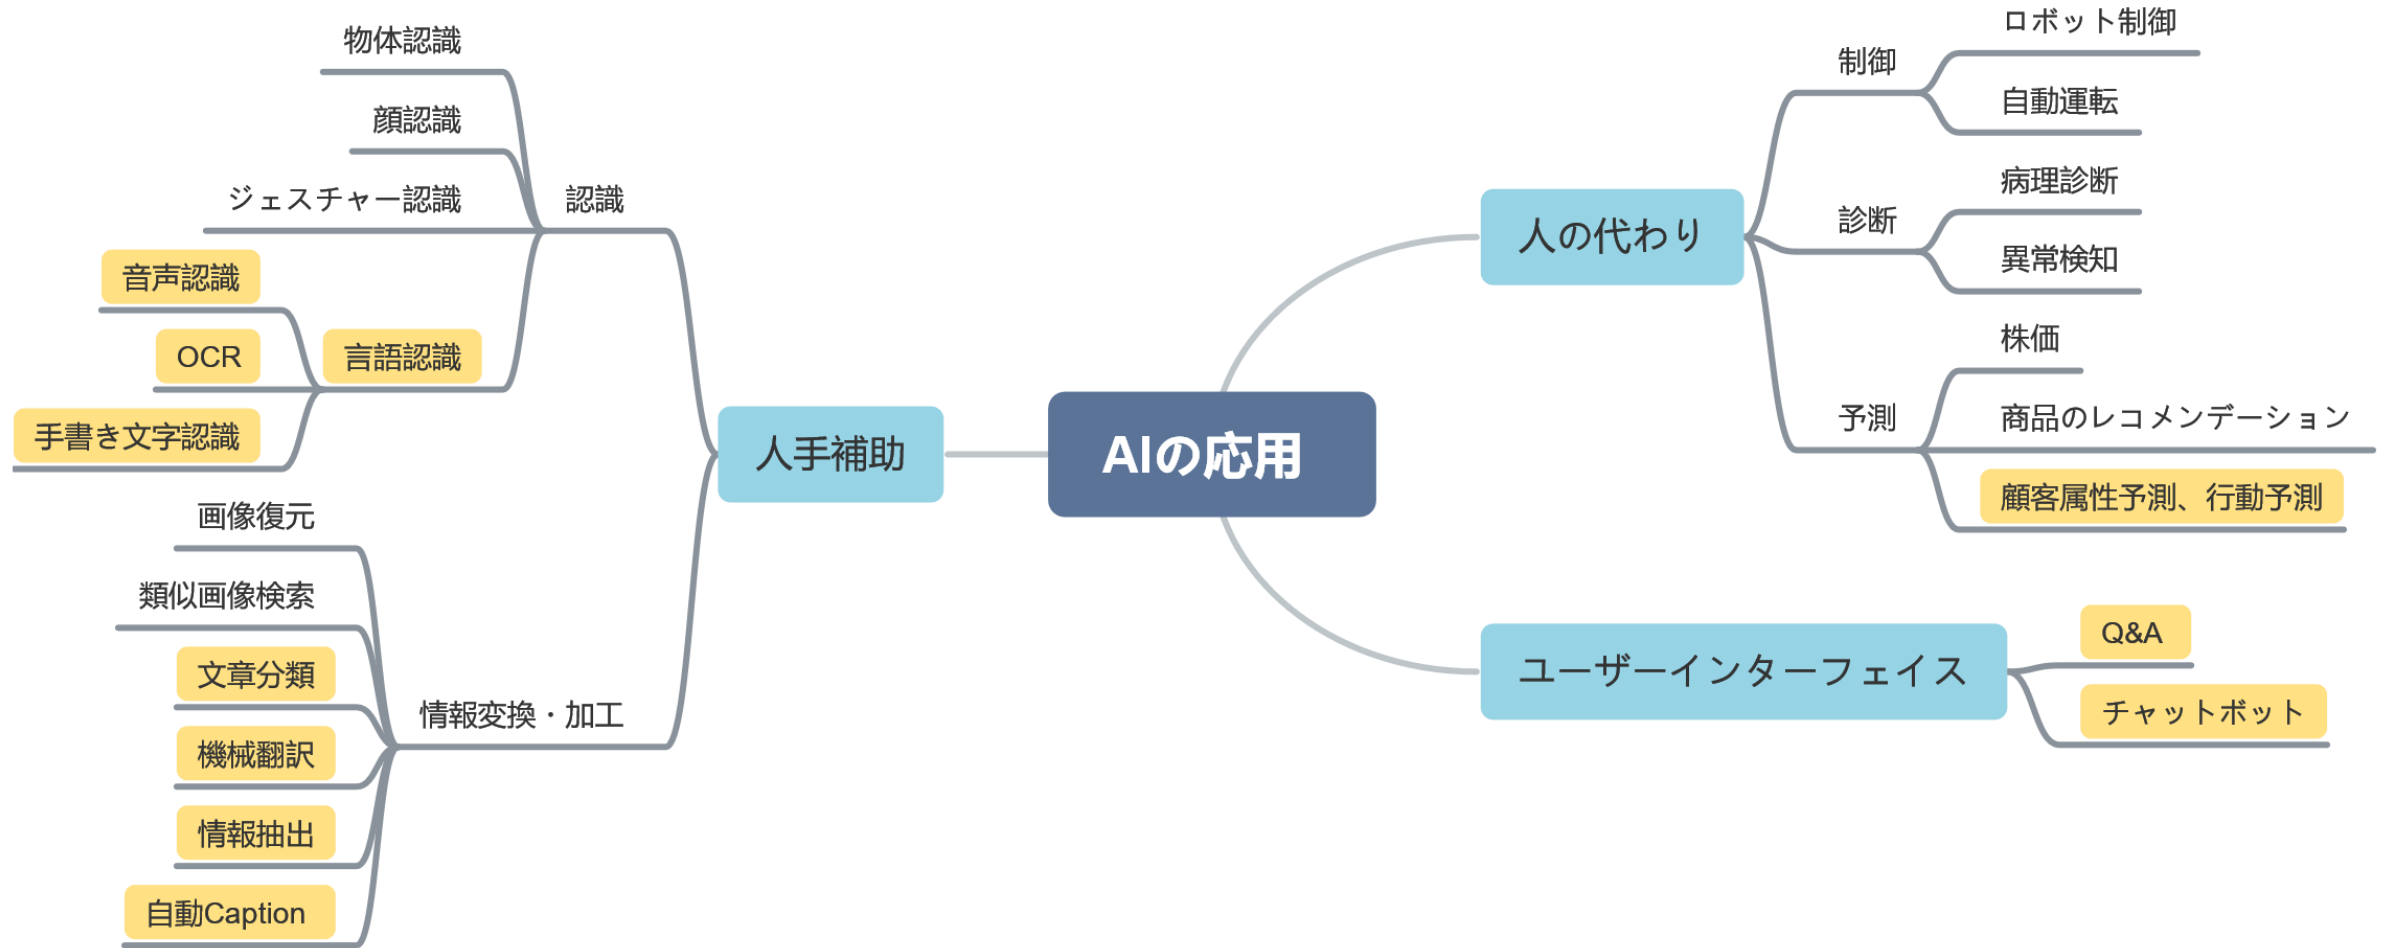 物体認識
顔認識
ジェスチャー認識
認識
音声認識
OCR
言語認識
手書き文字認識
人手補助
画像復元
類似画像検索
文章分類
機械翻訳
情報抽出
自動Caption
情報変換・加工
AIの応用
人の代わり
制御
ロボット制御
自動運転
診断
病理診断
異常検知
予測
株価
商品のレコメンデーション
顧客属性予測、行動予測
ユーザーインターフェイス
Q&A
チャットボット